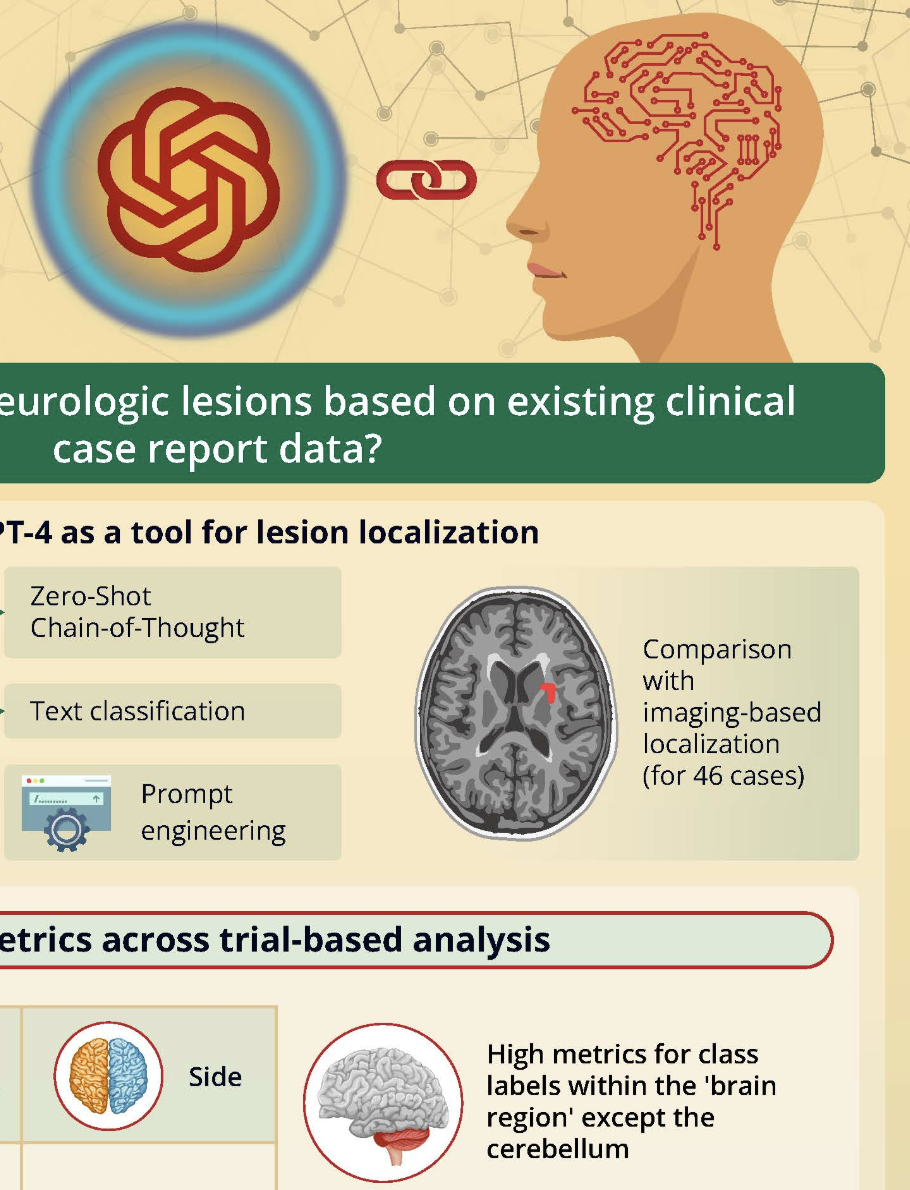 eurologic lesions based on existing clinical
case report data?
PT-4 as a tool for lesion localization
Zero-Shot
Chain-of-Thought
Text classification
Prompt
engineering
Comparison
with
imaging-based
localization
(for 46 cases)
etrics across trial-based analysis
Side
High metrics for class
labels within the 'brain
region' except the
cerebellum